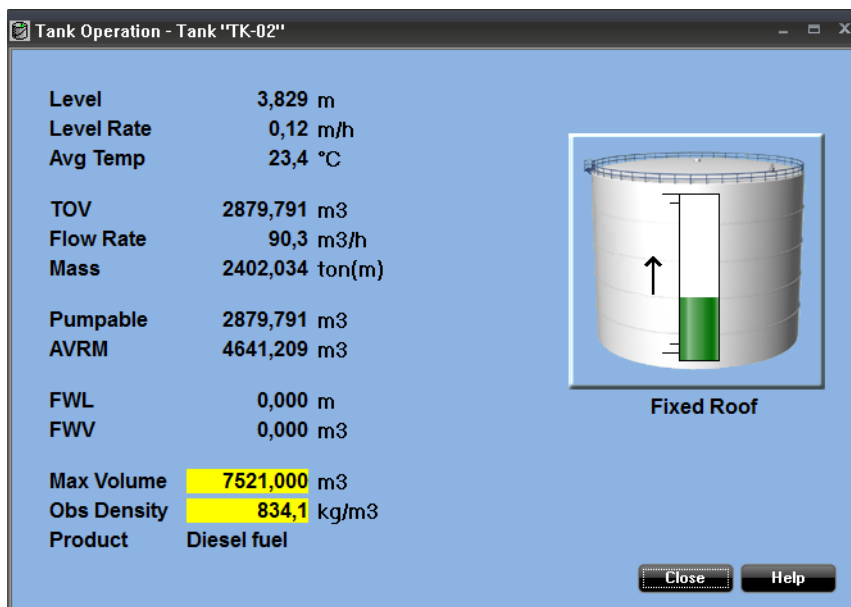 Tank Operation - Tank "TK-02"
Level 3,829 m
Level Rate 0,12 m/h
Avg Temp 23,4 °C
TOV 2879,791 m3
Flow Rate 90,3 m3/h
Mass 2402,034 ton(m)
Pumpable 2879,791 m3
AVRM 4641,209 m3
FWL 0,000 m
FWV 0,000 m3
Max Volume 7521,000 m3
Obs Density 834,1 kg/m3
Product Diesel fuel
Fixed Roof
Close Help